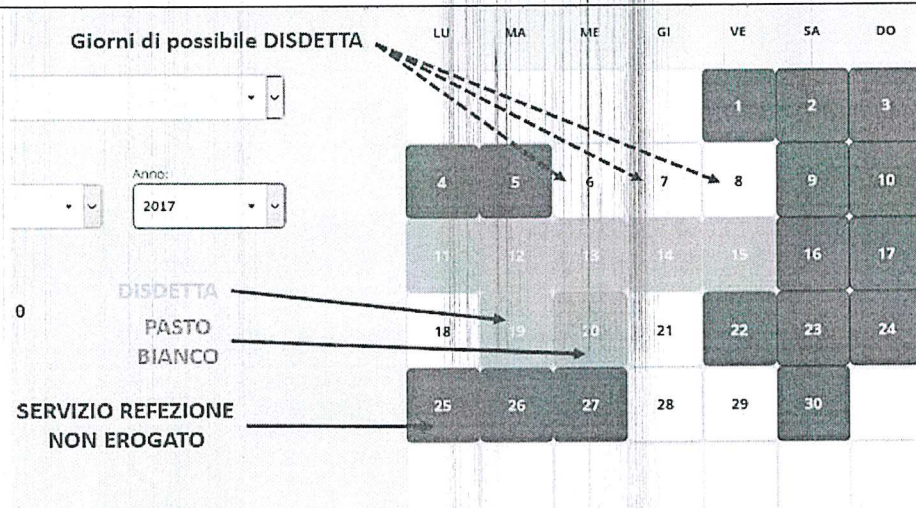 Giorni di possibile DISDETTA
LU MA ME GI VE SA DO
1 2 3
Anno:
2017
4 5 6 7 8 9 10
11 12 13 14 15 16 17
DISDETTA
0
PASTO
BIANCO
18 19 20 21 22 23 24
SERVIZIO REFEZIONE
NON EROGATO
25 26 27 28 29 30